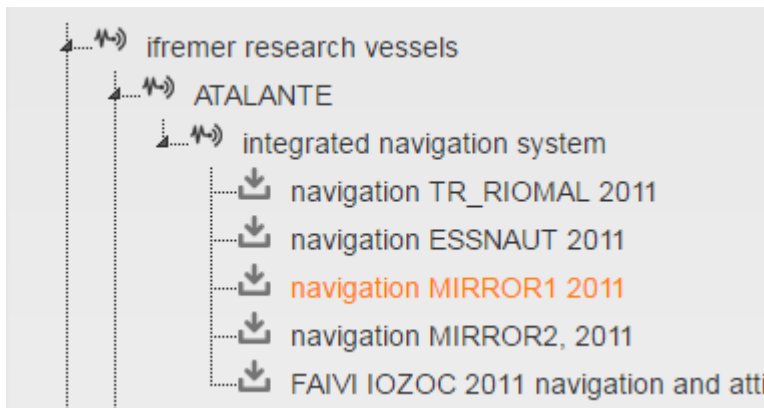 ifremer research vessels
ATALANTE
integrated navigation system
navigation TR_RIOMAL 2011
navigation ESSNAUT 2011
navigation MIRROR1 2011
navigation MIRROR2, 2011
FAIVI IOZOC 2011 navigation and